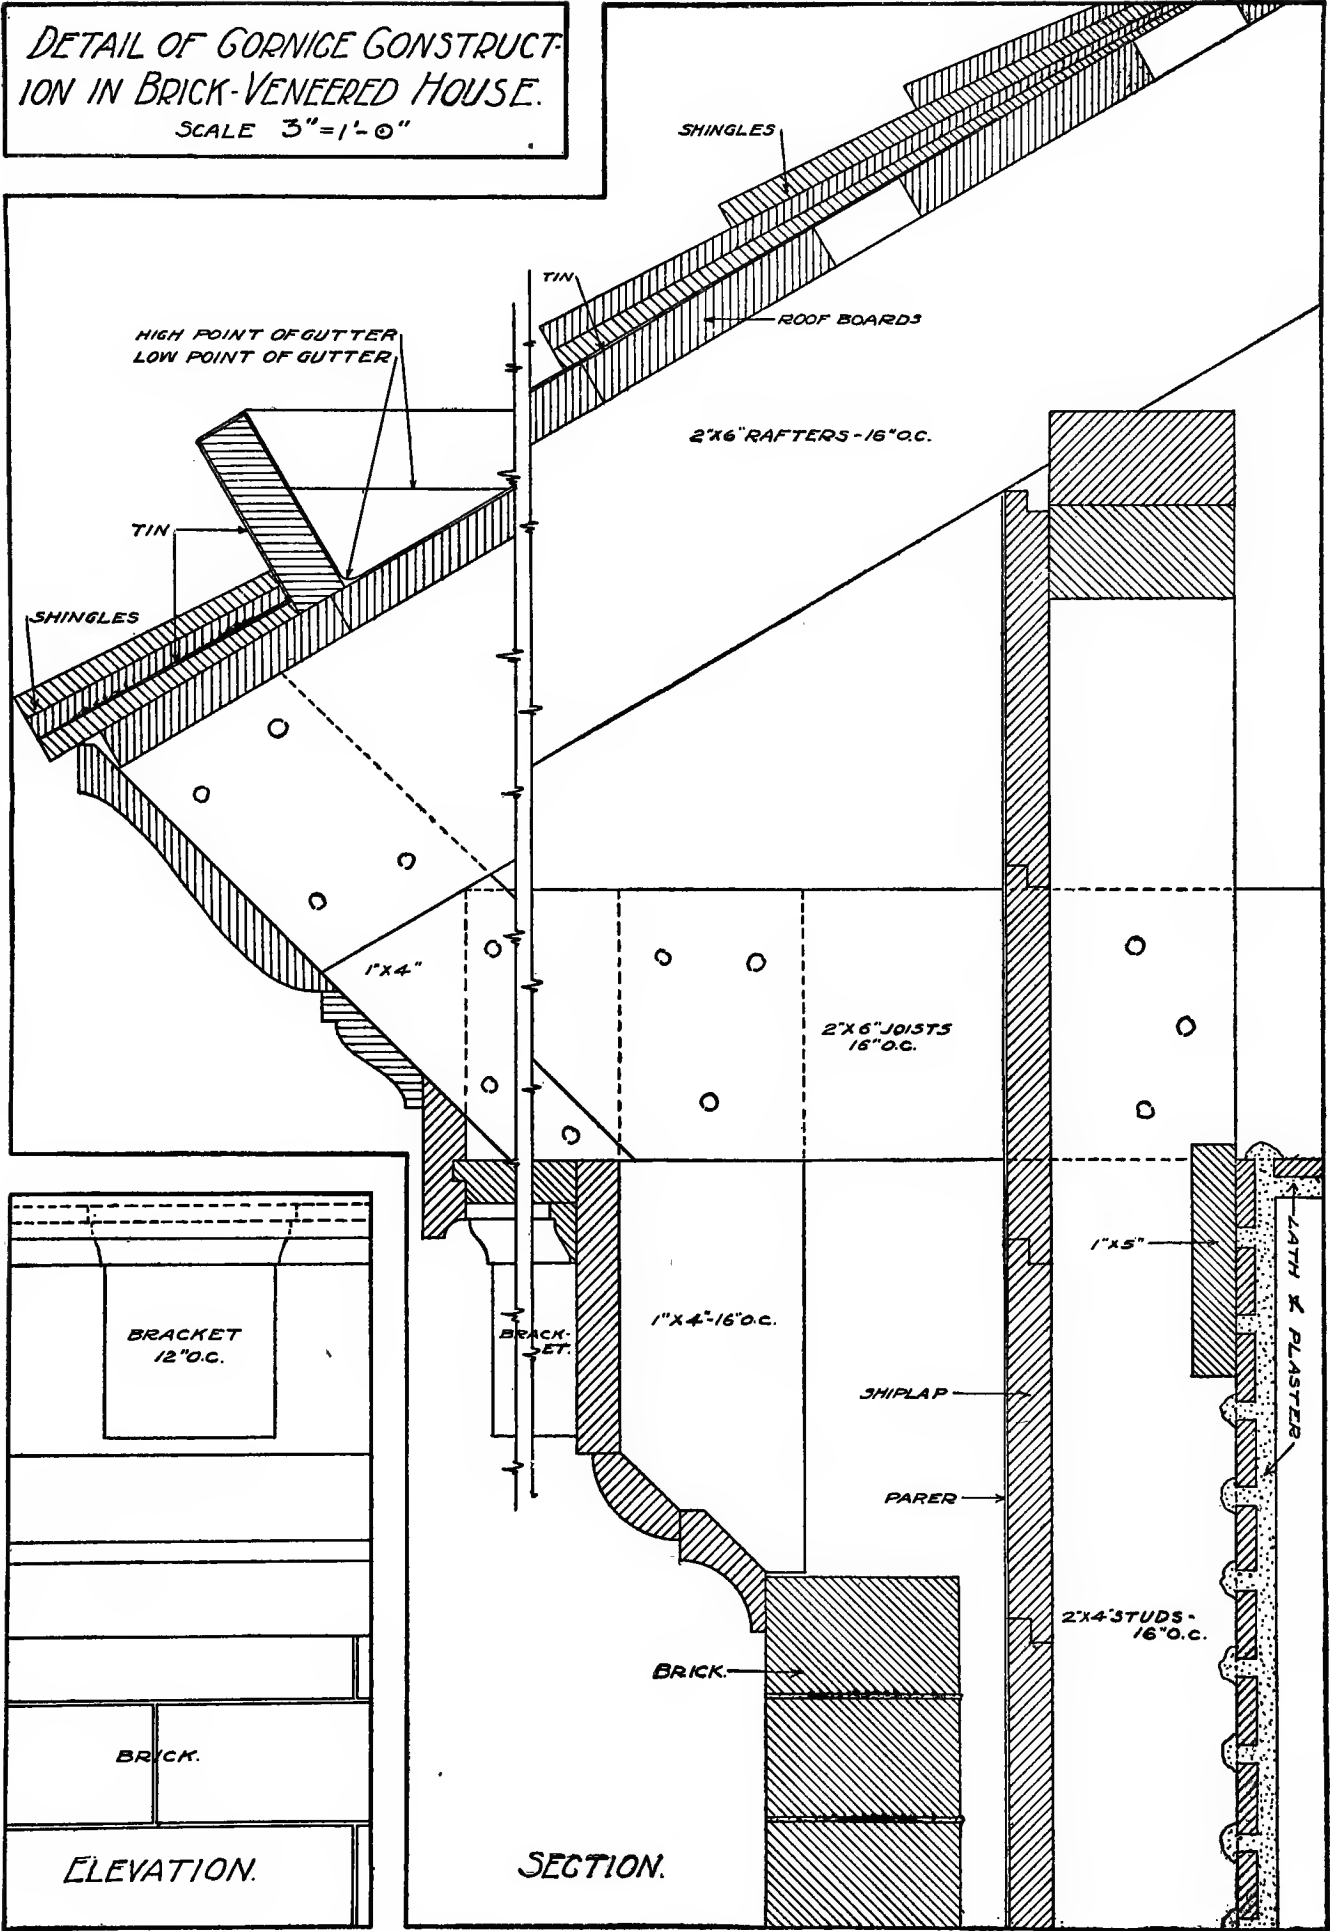 DETAIL OF CORNICE CONSTRUCT-
ION IN BRICK-VENEERED HOUSE.
SCALE 3"=1'-0"
SHINGLES
TIN
ROOF BOARDS
HIGH POINT OF GUTTER
LOW POINT OF GUTTER
2"X6" RAFTERS-16"O.C.
TIN
SHINGLES
1"X4"
2"X6" JOISTS
16"O.C.
1"X5"
LATH & PLASTER
BRACKET
12"O.C.
BRACK-
ET.
1"X4"-16"O.C.
SHIPLAP
PARER
2"X4" STUDS-
16"O.C.
BRICK.
BRICK.
ELEVATION.
SECTION.